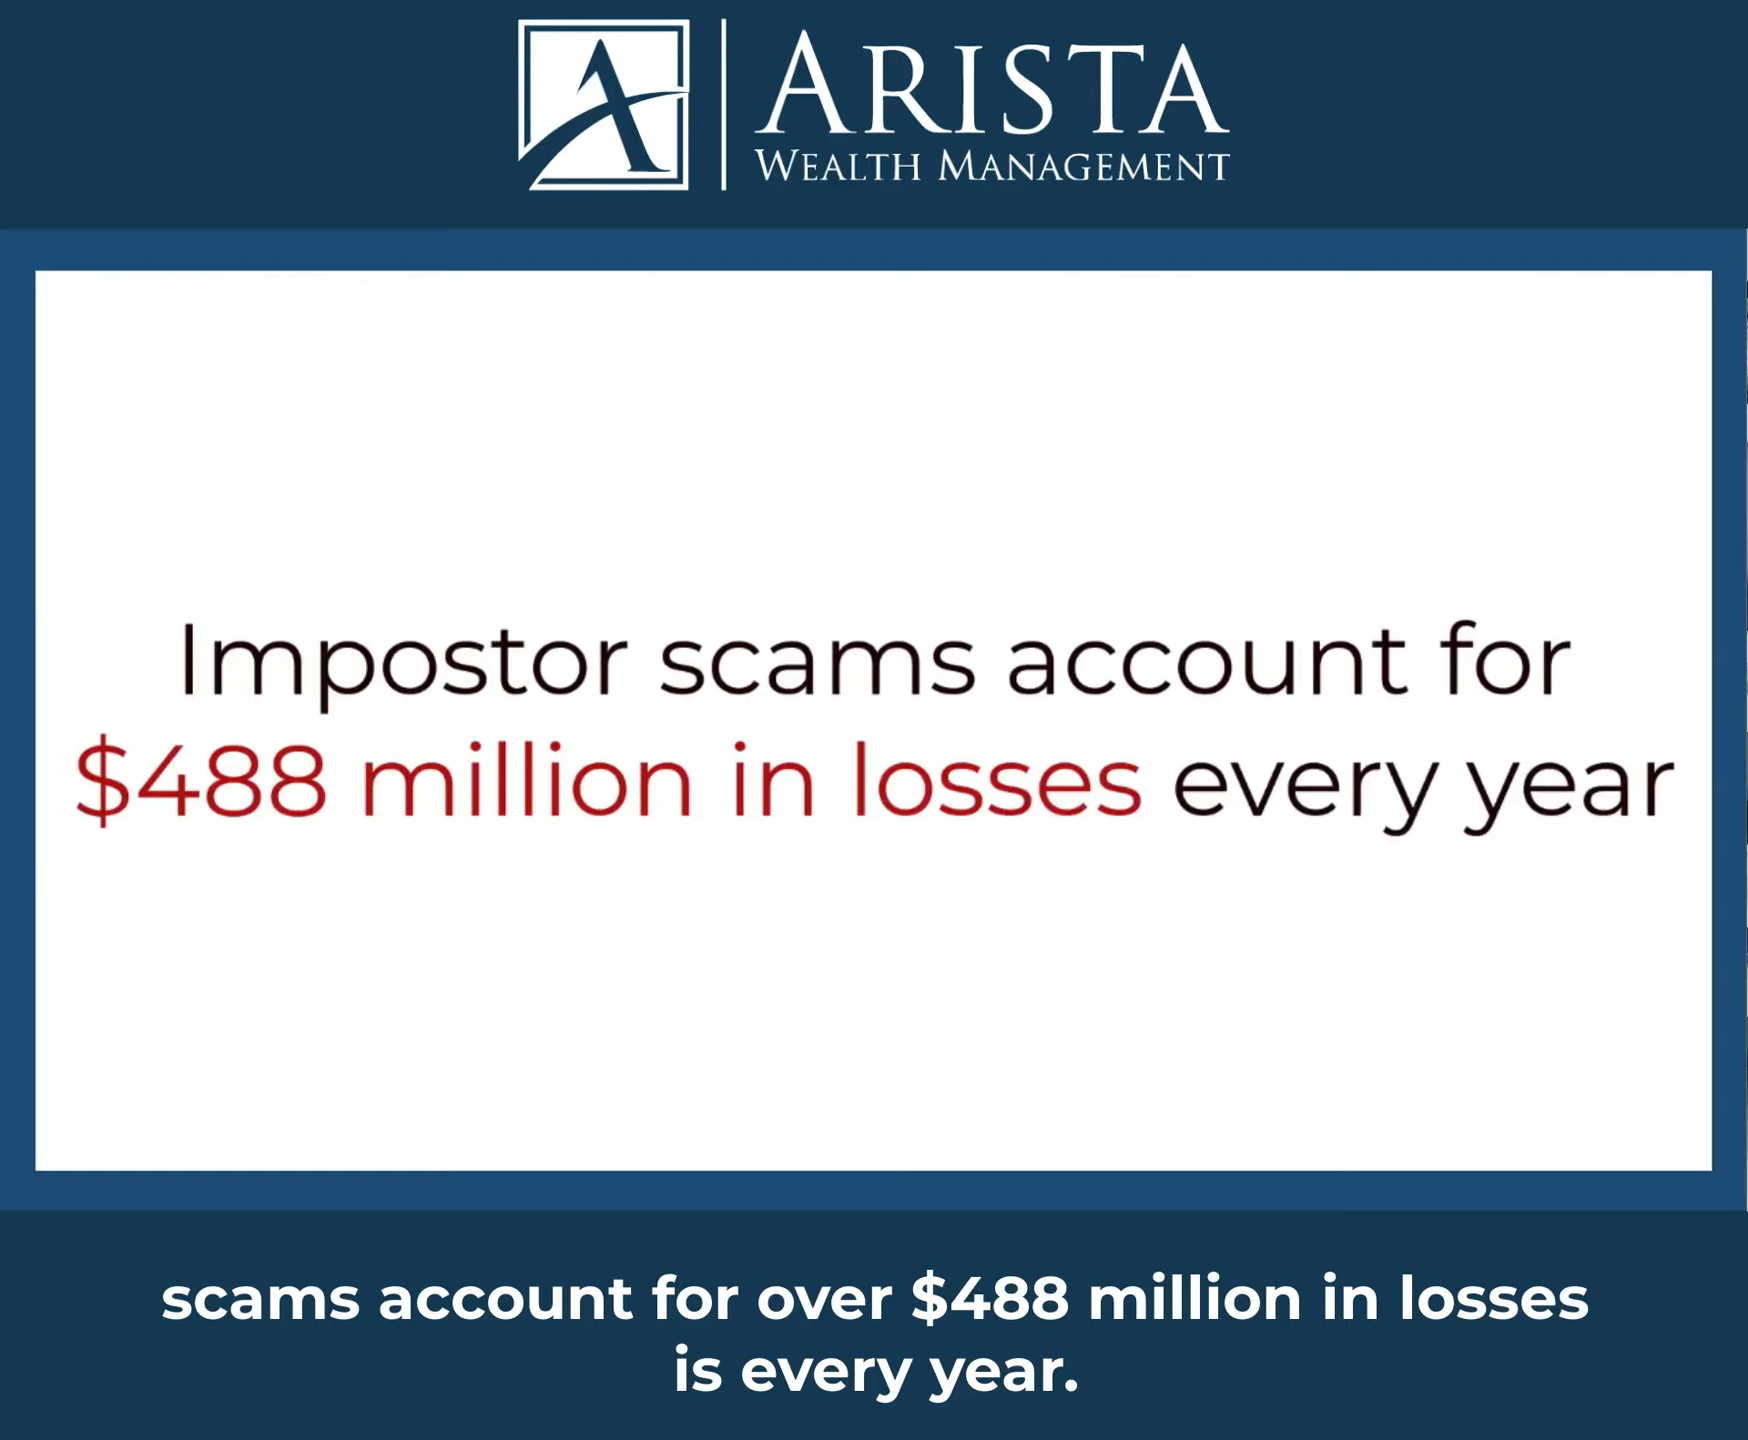 ARISTA
WEALTH MANAGEMENT
Impostor scams account for
$488 million in losses every year
scams account for over $488 million in losses
is every year.